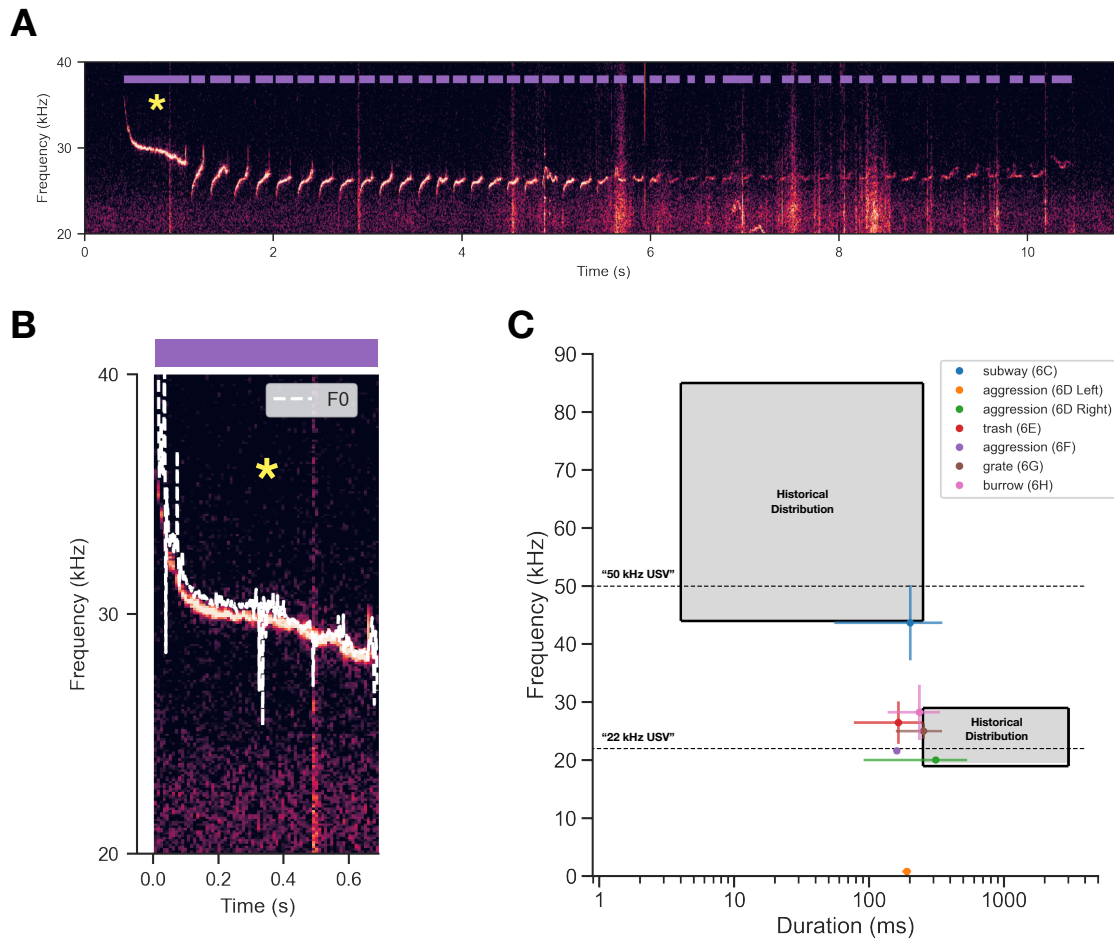 A
40
30
20
Frequency (kHz)
*
0 2 4 6 8 10
Time (s)
B
40
30
20
Frequency (kHz)
F0
*
0.0 0.2 0.4 0.6
Time (s)
C
90
80
70
60
50
40
30
20
10
0
Frequency (kHz)
subway (6C)
aggression (6D Left)
aggression (6D Right)
trash (6E)
aggression (6F)
grate (6G)
burrow (6H)
Historical
Distribution
“50 kHz USV”
Historical
Distribution
“22 kHz USV”
1 10 100 1000
Duration (ms)